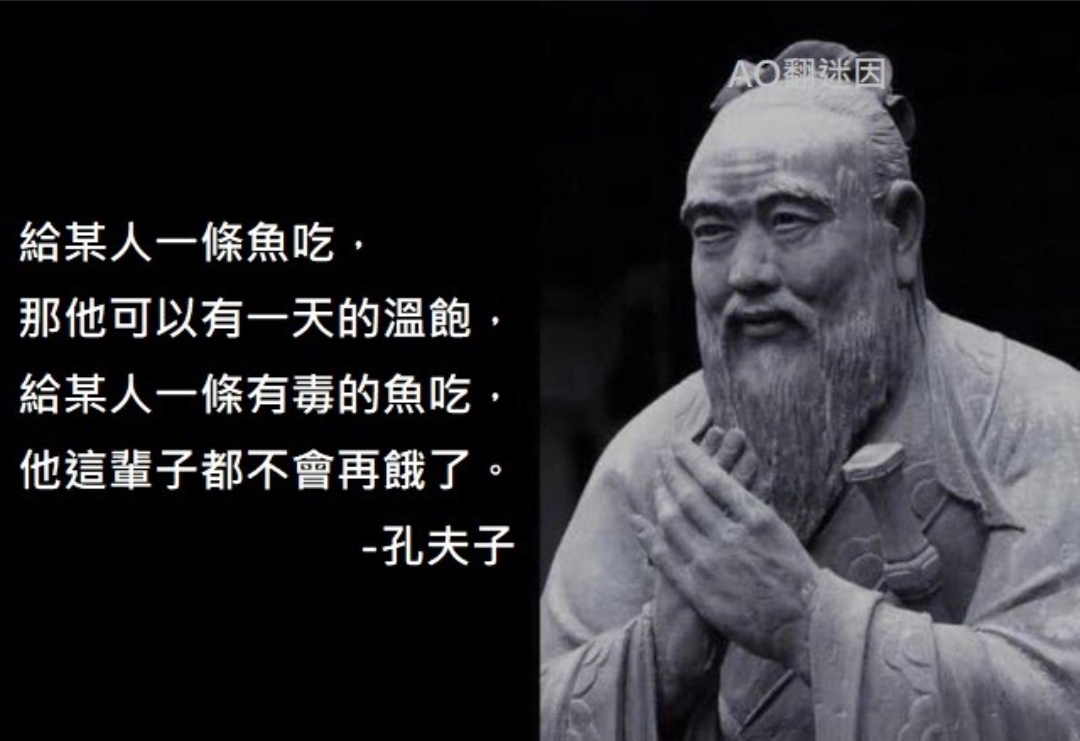 AO翻迷因
給某人一條魚吃，
那他可以有一天的溫飽，
給某人一條有毒的魚吃，
他這輩子都不會再餓了。
-孔夫子